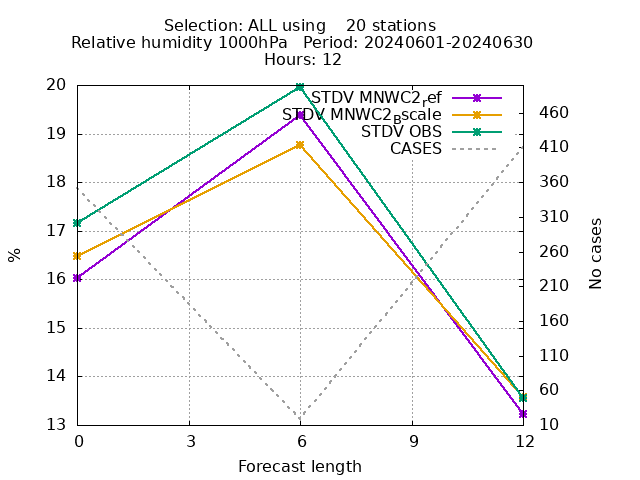 Selection: ALL using    20 stations
Relative humidity 1000hPa   Period: 20240601-20240630
Hours: 12
STDV MNWC2ref
STDV MNWC2Bscale
STDV OBS
CASES
20
19
18
17
16
15
14
13
%
460
410
360
310
260
210
160
110
60
10
No cases
0
3
6
9
12
Forecast length